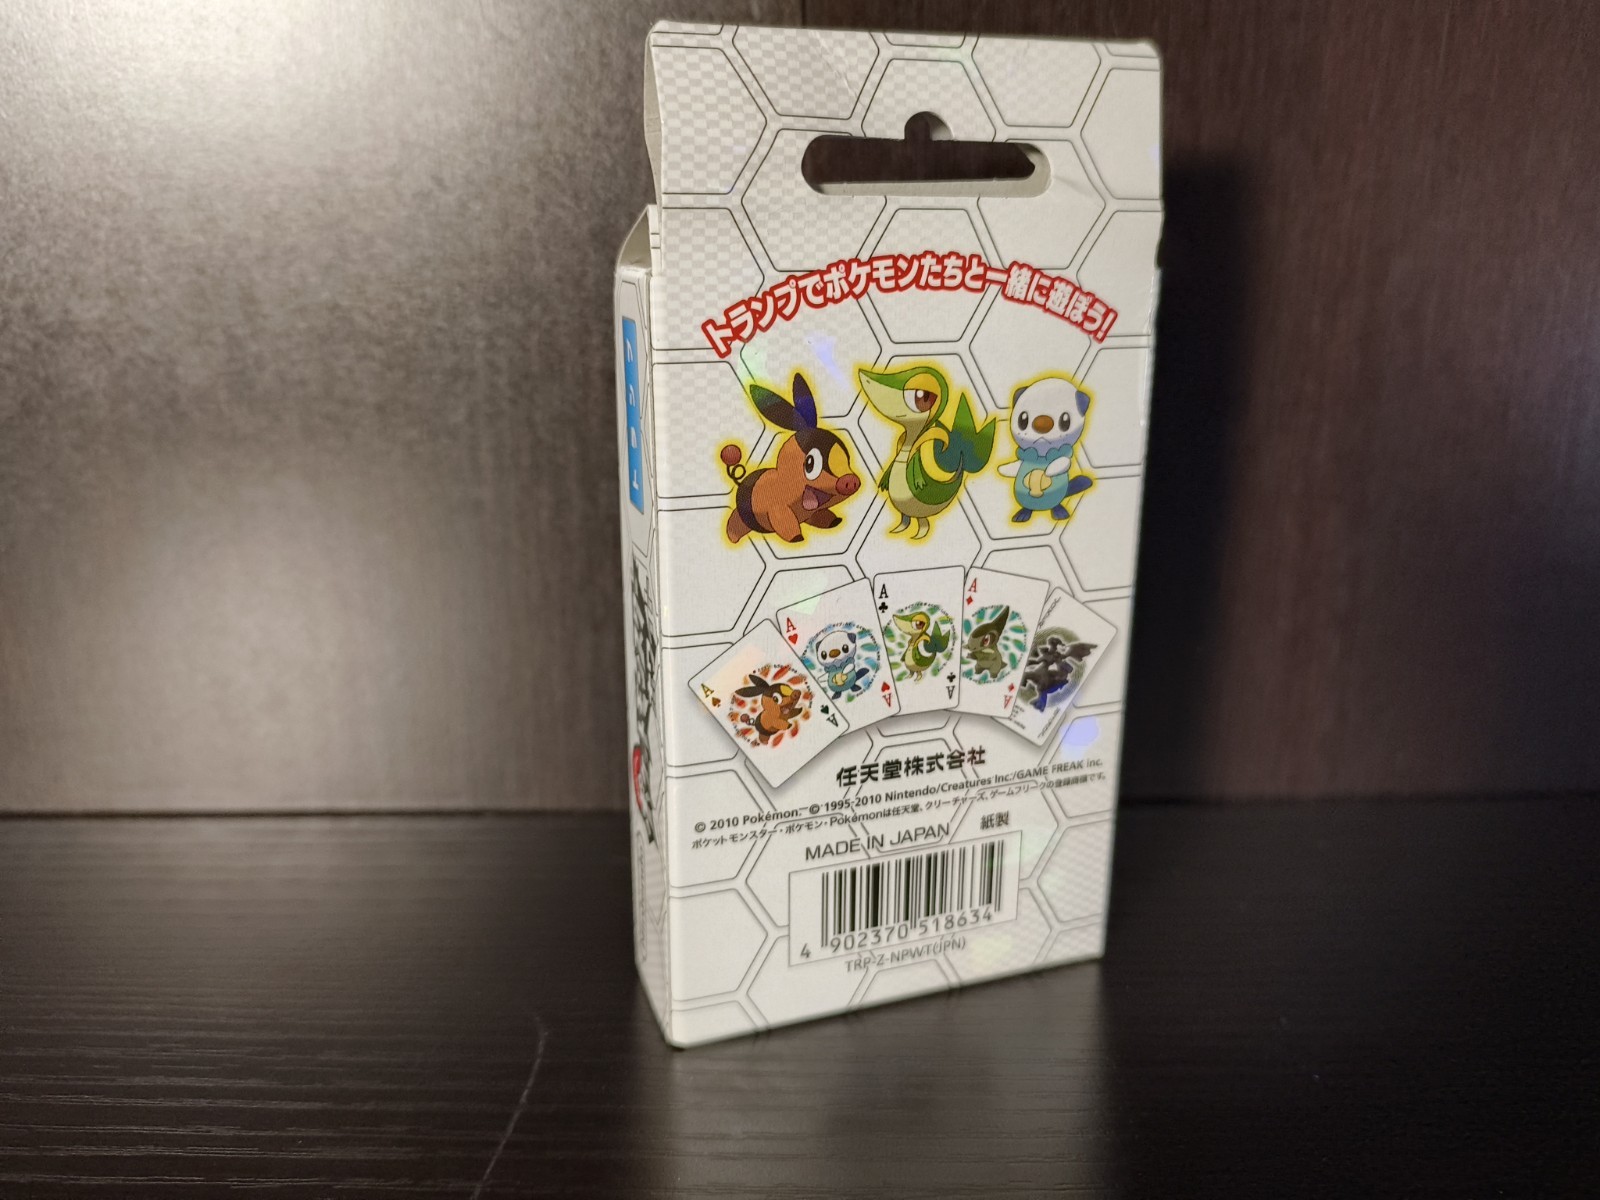 トランプでポケモンたちと一緒に遊ぼう!
A
A
A
A
A
A
A
A
任天堂株式会社
© 2010 Pokémon. © 1995-2010 Nintendo/Creatures Inc./GAME FREAK inc.
ポケットモンスター・ポケモン・Pokémonは任天堂、クリーチャーズ、ゲームフリークの登録商標です。
MADE IN JAPAN 紙製
4 902370 518634
TRP-Z-NPWT(JPN)